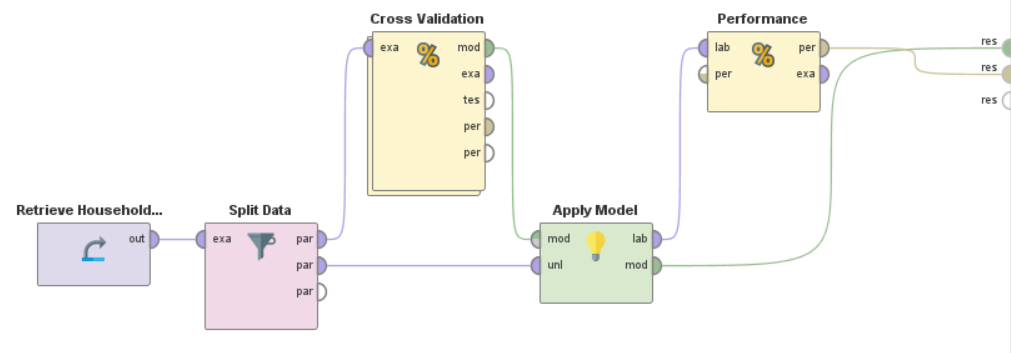 Cross Validation
exa mod
exa
tes
per
per
Performance
lab per
per exa
res
res
res
Retrieve Household...
out
Split Data
exa par
par
par
Apply Model
mod lab
unl mod